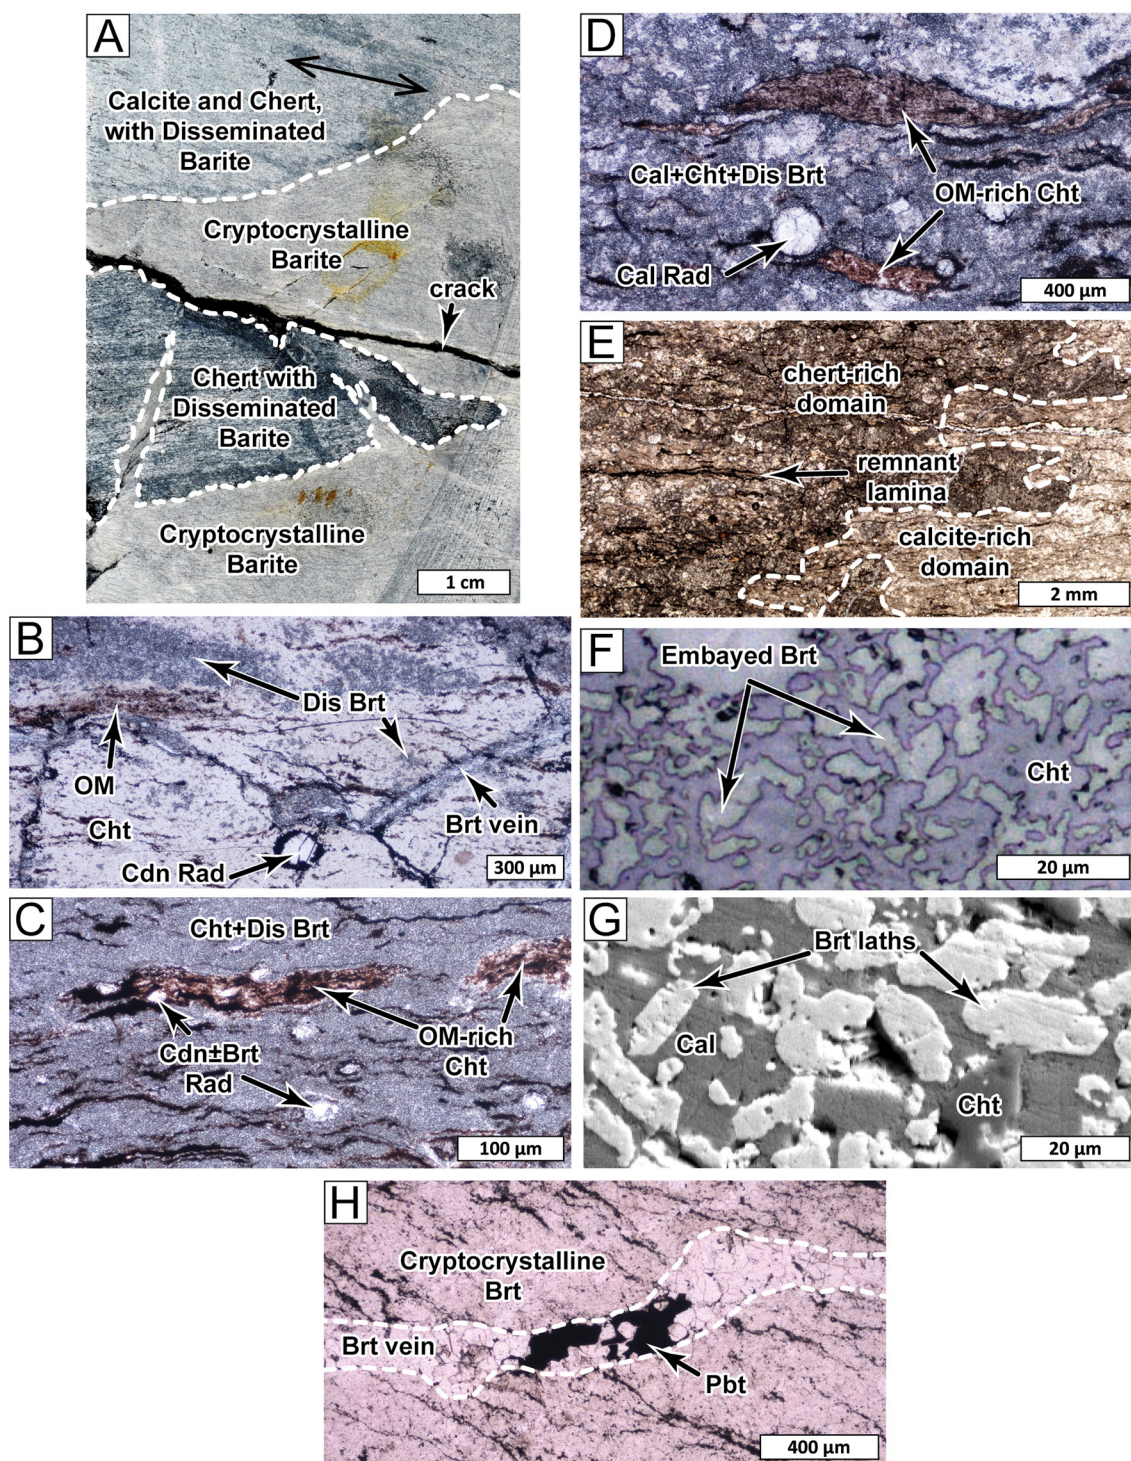 A
Calcite and Chert,
with Disseminated
Barite
Cryptocrystalline
Barite
crack
Chert with
Disseminated
Barite
Cryptocrystalline
Barite
1 cm
B
Dis Brt
OM
Cht
Brt vein
Cdn Rad
300 µm
C
Cht+Dis Brt
OM-rich
Cht
Cdn±Brt
Rad
100 µm
D
Cal+Cht+Dis Brt
OM-rich Cht
Cal Rad
400 µm
E
chert-rich
domain
remnant
lamina
calcite-rich
domain
2 mm
F
Embayed Brt
Cht
20 µm
G
Brt laths
Cal
Cht
20 µm
H
Cryptocrystalline
Brt
Brt vein
Pbt
400 µm